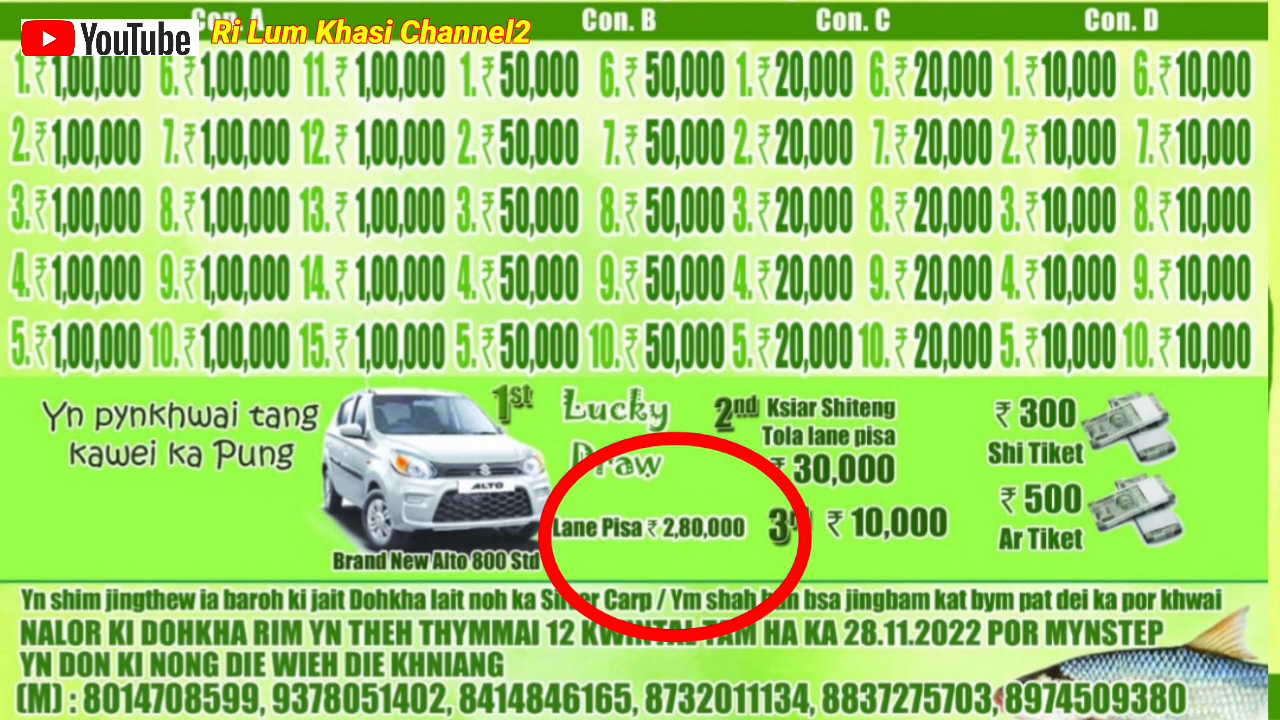 Con. A Con. B Con. C Con. D
YouTube Ri Lum Khasi Channel2
1. ₹ 1,00,000 6. ₹ 1,00,000 11. ₹ 1,00,000 1. ₹ 50,000 6. ₹ 50,000 1. ₹ 20,000 6. ₹ 20,000 1. ₹ 10,000 6. ₹ 10,000
2. ₹ 1,00,000 7. ₹ 1,00,000 12. ₹ 1,00,000 2. ₹ 50,000 7. ₹ 50,000 2. ₹ 20,000 7. ₹ 20,000 2. ₹ 10,000 7. ₹ 10,000
3. ₹ 1,00,000 8. ₹ 1,00,000 13. ₹ 1,00,000 3. ₹ 50,000 8. ₹ 50,000 3. ₹ 20,000 8. ₹ 20,000 3. ₹ 10,000 8. ₹ 10,000
4. ₹ 1,00,000 9. ₹ 1,00,000 14. ₹ 1,00,000 4. ₹ 50,000 9. ₹ 50,000 4. ₹ 20,000 9. ₹ 20,000 4. ₹ 10,000 9. ₹ 10,000
5. ₹ 1,00,000 10. ₹ 1,00,000 15. ₹ 1,00,000 5. ₹ 50,000 10. ₹ 50,000 5. ₹ 20,000 10. ₹ 20,000 5. ₹ 10,000 10. ₹ 10,000
Yn pynkhwai tang
kawei ka Pung
ALTO
Brand New Alto 800 Std
1st
Lucky
Draw
Lane Pisa ₹ 2,80,000
2nd Ksiar Shiteng
Tola lane pisa
₹ 30,000
3rd ₹ 10,000
₹ 300
Shi Tiket
₹ 500
Ar Tiket
Yn shim jingthew ia baroh ki jait Dohkha lait noh ka Silver Carp / Ym shah ban bsa jingbam kat bym pat dei ka por khwai
NALOR KI DOHKHA RIM YN THEH THYMMAI 12 KWINTAL TAM HA KA 28.11.2022 POR MYNSTEP
YN DON KI NONG DIE WIEH DIE KHNIANG
(M) : 8014708599, 9378051402, 8414846165, 8732011134, 8837275703, 8974509380